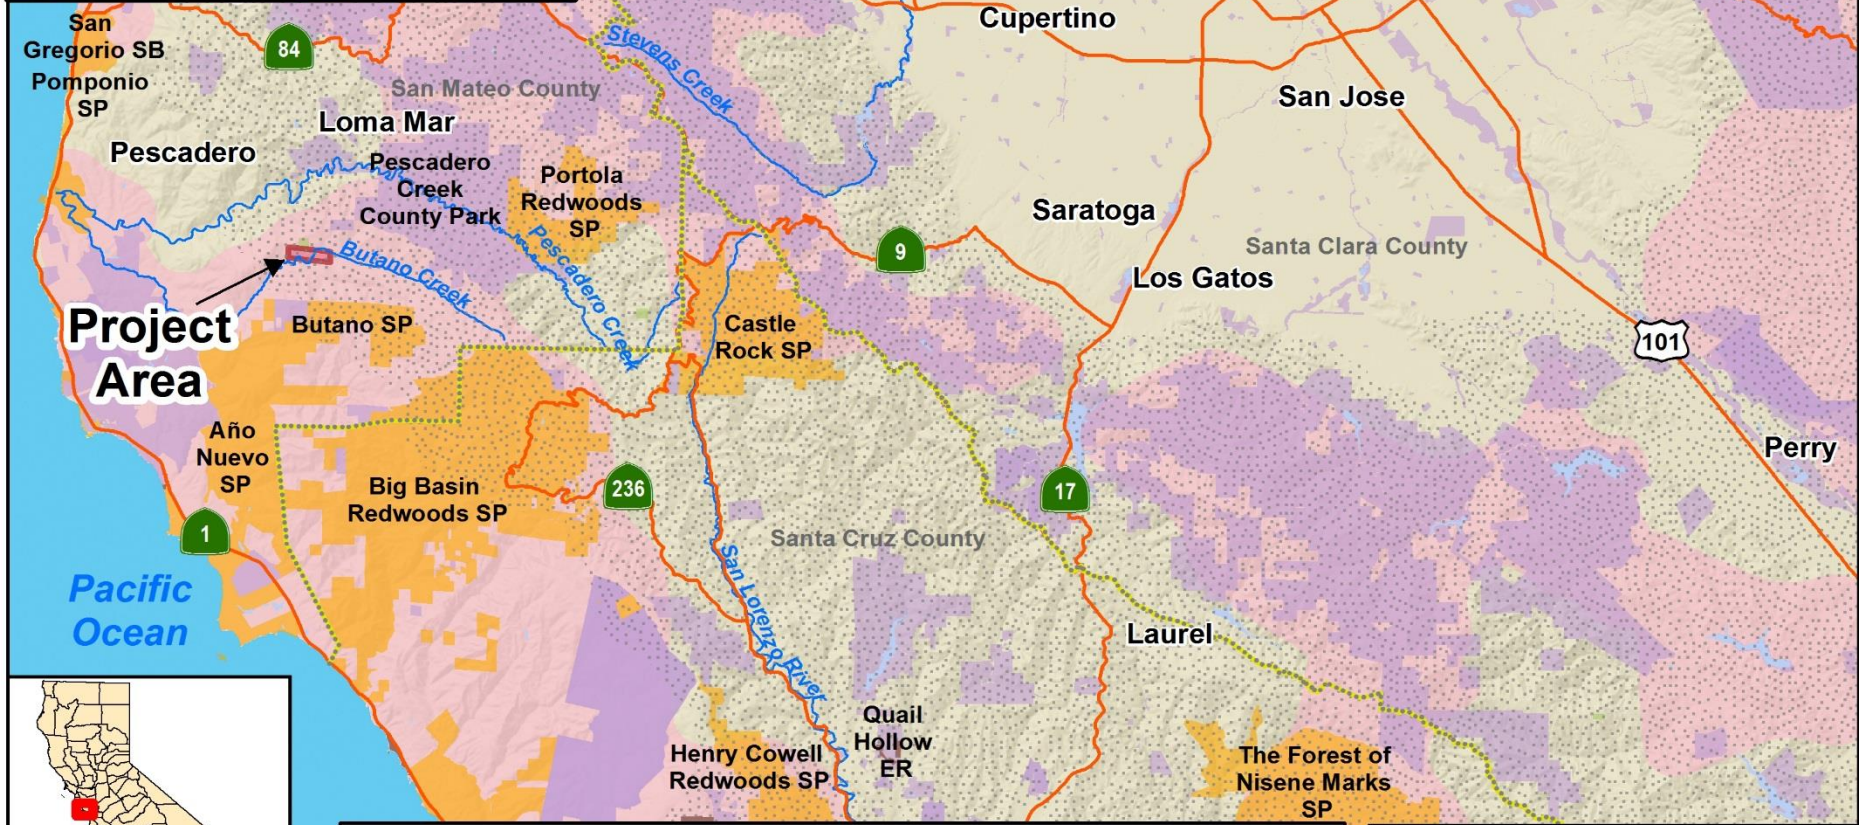 San
Gregorio SB
Pomponio
SP
84
San Mateo County
Loma Mar
Pescadero
Pescadero
Creek
County Park
Portola
Redwoods
SP
Stevens Creek
Cupertino
San Jose
Saratoga
Santa Clara County
Los Gatos
9
101
Butano Creek
Pescadero Creek
Project
Area
Butano SP
Castle
Rock SP
Año
Nuevo
SP
Big Basin
Redwoods SP
236
17
Perry
1
Santa Cruz County
Pacific
Ocean
San Lorenzo River
Laurel
Quail
Hollow
ER
Henry Cowell
Redwoods SP
The Forest of
Nisene Marks
SP